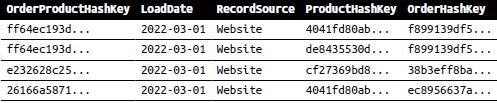 OrderProductHashKey LoadDate RecordSource ProductHashKey OrderHashKey
ff64ec193d... 2022-03-01 Website 4041fd80ab... f899139df5...
ff64ec193d... 2022-03-01 Website de8435530d... f899139df5...
e232628c25... 2022-03-01 Website cf27369bd8... 38b3eff8ba...
26166a5871... 2022-03-01 Website 4041fd80ab... ec8956637a...